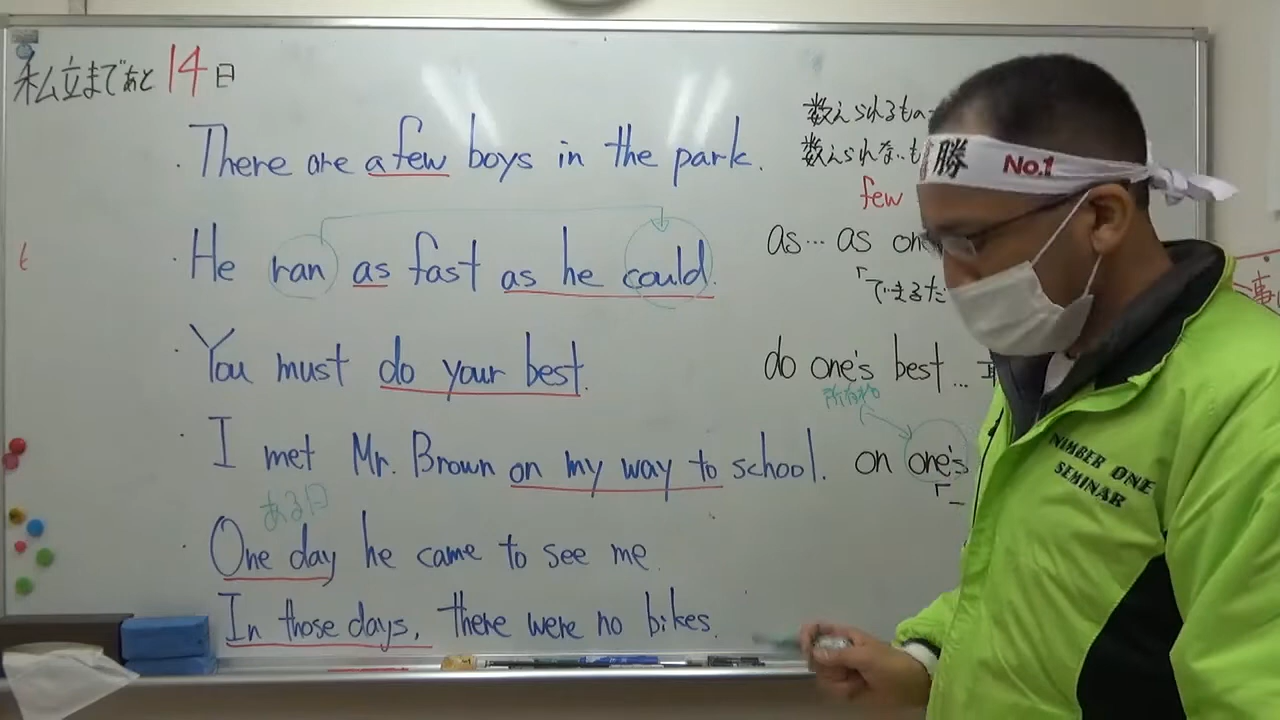 私立まであと 14 日
There are a few boys in the park.
数えられるもの
数えられないも
few
He ran as fast as he could.
as… as one
「できるだ
You must do your best.
do one's best…
所有格
I met Mr. Brown on my way to school.
on one's
「
ある日
One day he came to see me.
In those days, there were no bikes.
勝 No.1
NUMBER ONE
SEMINAR
t
事